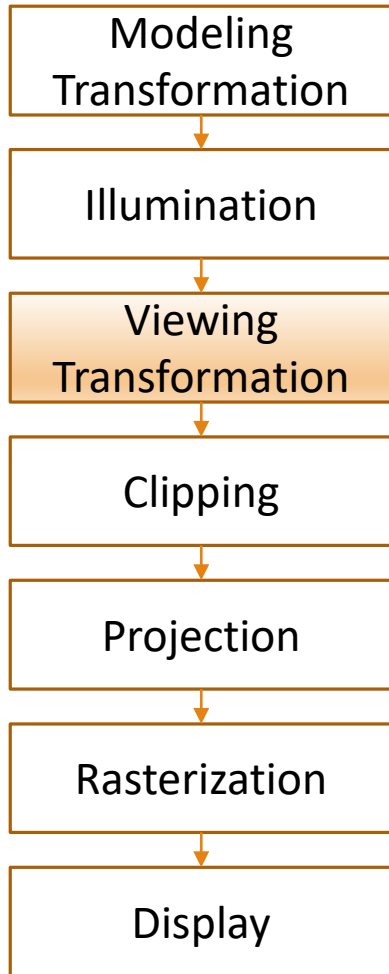 Modeling
Transformation
Illumination
Viewing
Transformation
Clipping
Projection
Rasterization
Display